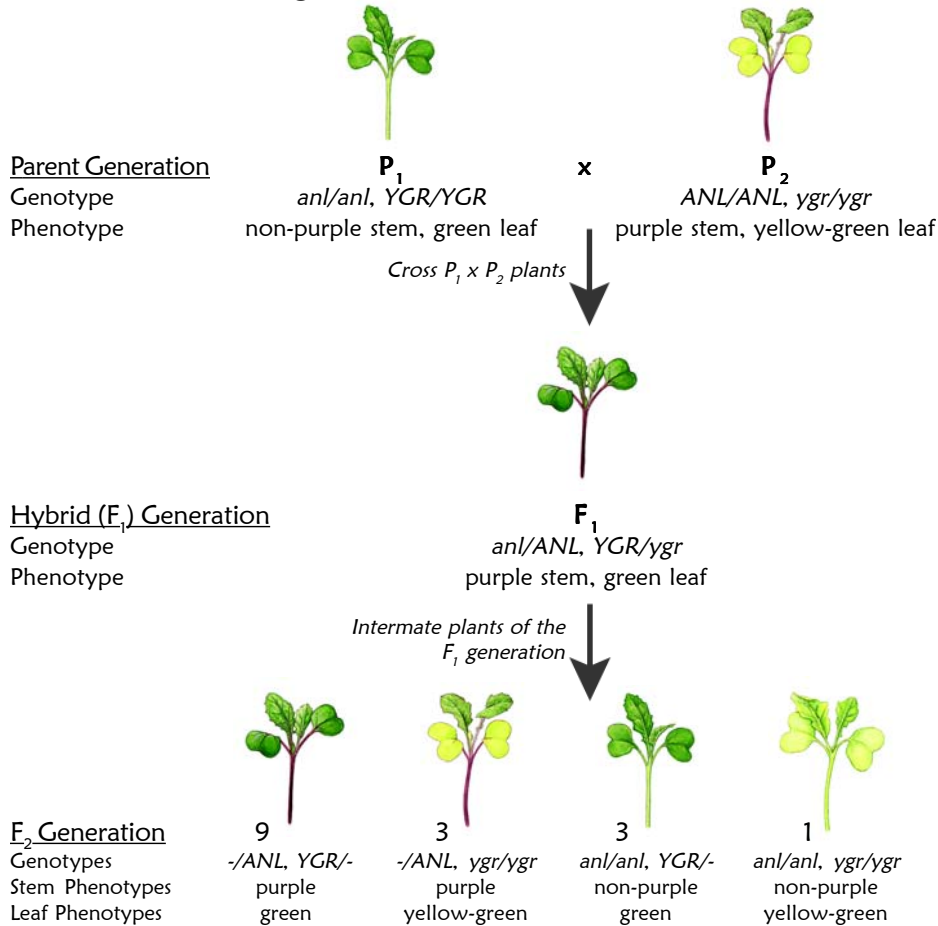 P₁ x P₂
Parent Generation
Genotype anl/anl, YGR/YGR ANL/ANL, ygr/ygr
Phenotype non-purple stem, green leaf purple stem, yellow-green leaf
Cross P₁ x P₂ plants
F₁
Hybrid (F₁) Generation
Genotype anl/ANL, YGR/ygr
Phenotype purple stem, green leaf
Intermate plants of the
F₁ generation
F₂ Generation 9 3 3 1
Genotypes -/ANL, YGR/- -/ANL, ygr/ygr anl/anl, YGR/- anl/anl, ygr/ygr
Stem Phenotypes purple purple non-purple non-purple
Leaf Phenotypes green yellow-green green yellow-green